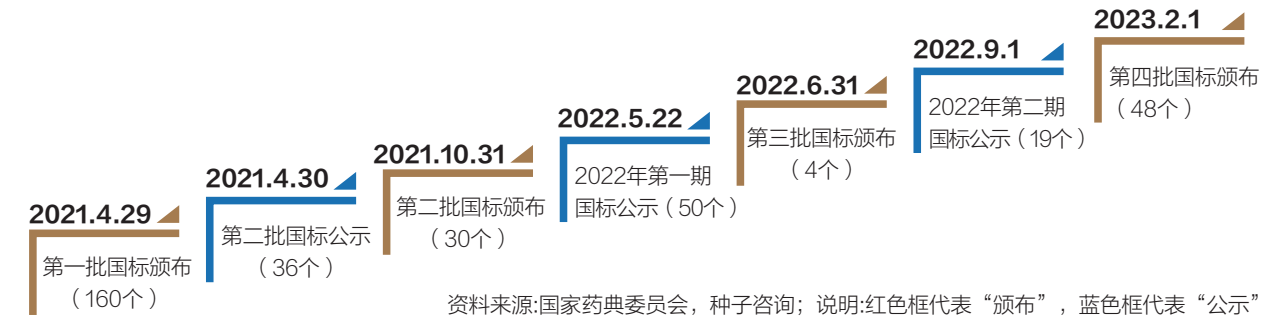 2021.4.29
第一批国标颁布
（160个）
2021.4.30
第二批国标公示
（36个）
2021.10.31
第二批国标颁布
（30个）
2022.5.22
2022年第一期
国标公示（50个）
2022.6.31
第三批国标颁布
（4个）
2022.9.1
2022年第二期
国标公示（19个）
2023.2.1
第四批国标颁布
（48个）
资料来源:国家药典委员会，种子咨询；说明:红色框代表“颁布”，蓝色框代表“公示”